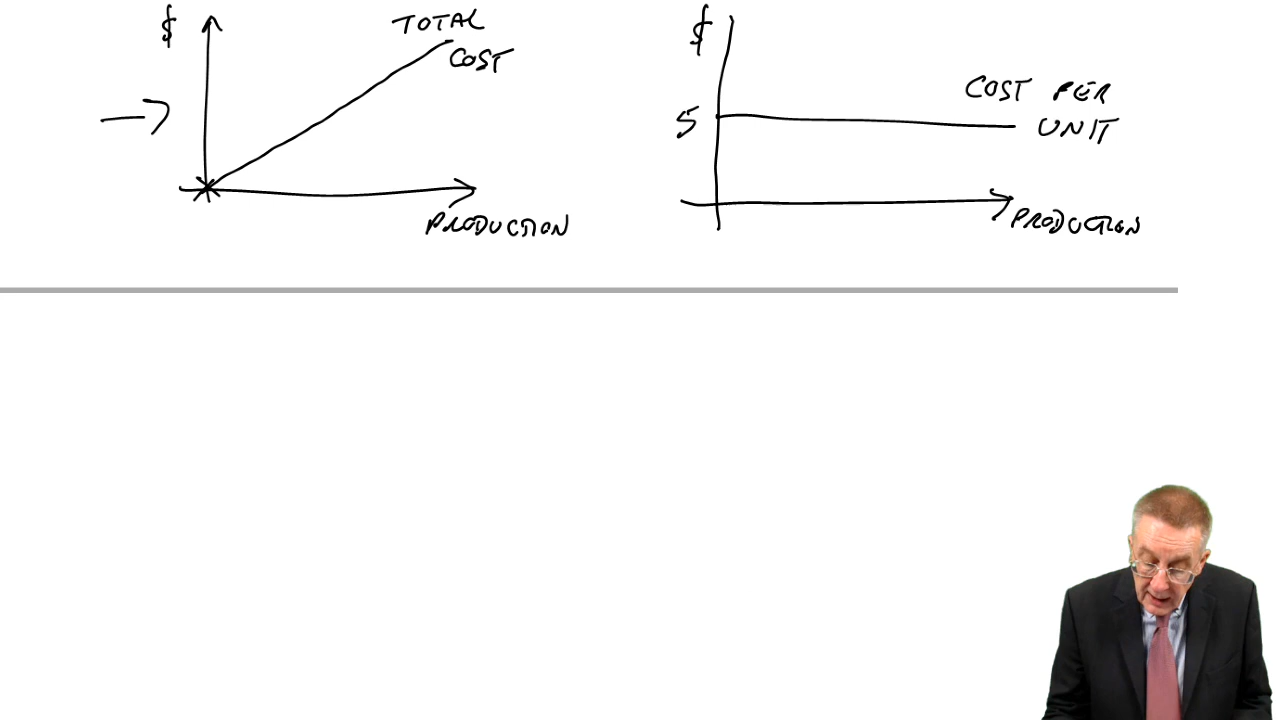 $
TOTAL
COST
PRODUCTION
$
5
COST PER
UNIT
PRODUCTION